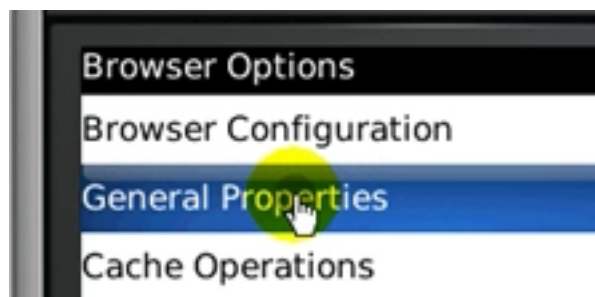 Browser Options
Browser Configuration
General Properties
Cache Operations